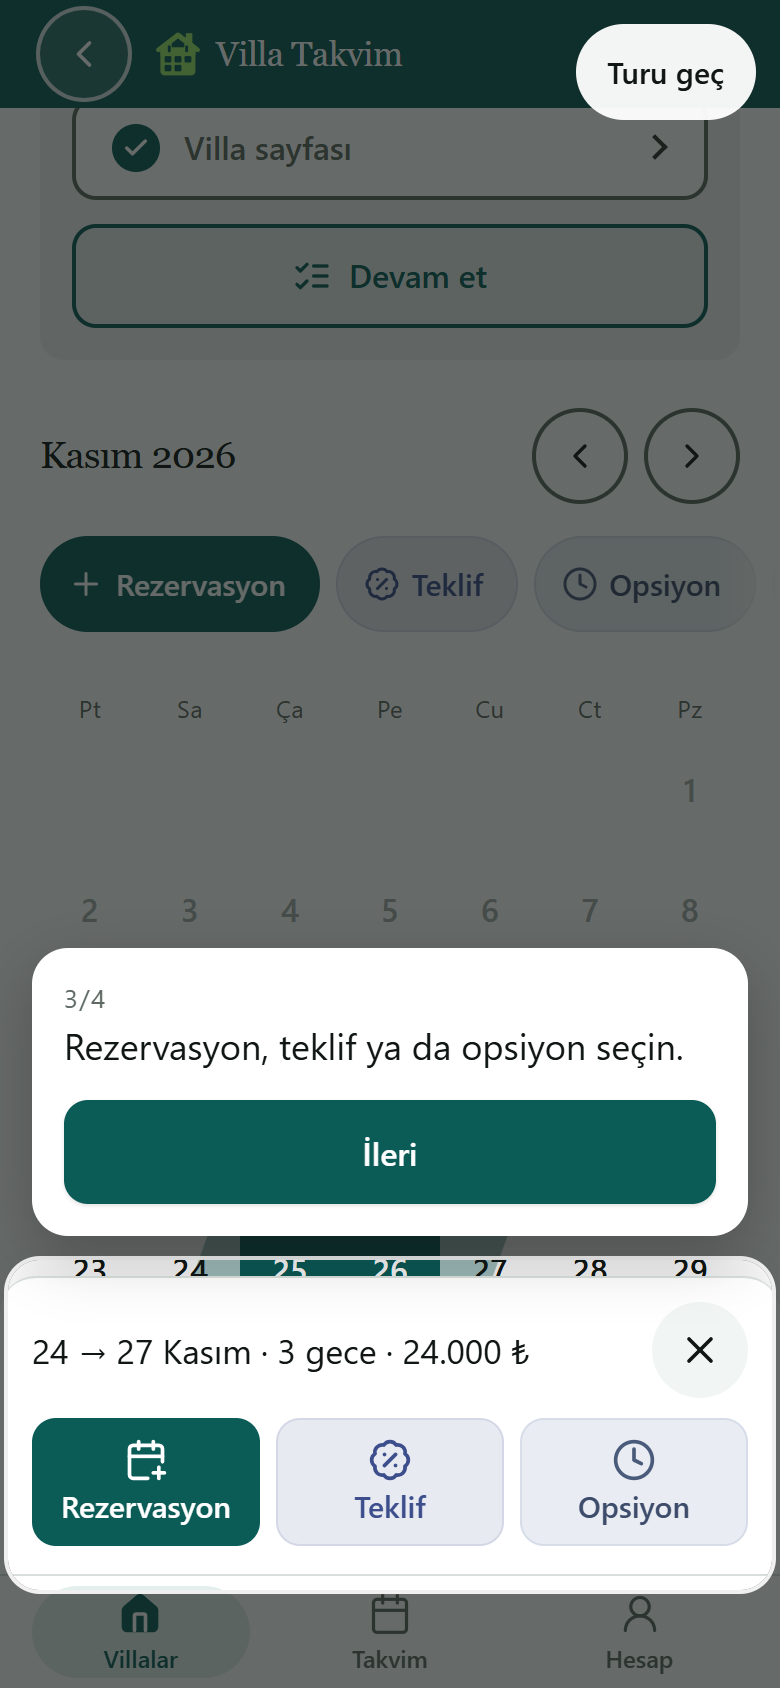 Villa Takvim
Turu geç
Villa sayfası
Devam et
Kasım 2026
Rezervasyon
Teklif
Opsiyon
Pt Sa Ça Pe Cu Ct Pz
1
2 3 4 5 6 7 8
3/4
Rezervasyon, teklif ya da opsiyon seçin.
İleri
23 24 25 26 27 28 29
24 → 27 Kasım · 3 gece · 24.000 ₺
Rezervasyon
Teklif
Opsiyon
Villalar
Takvim
Hesap